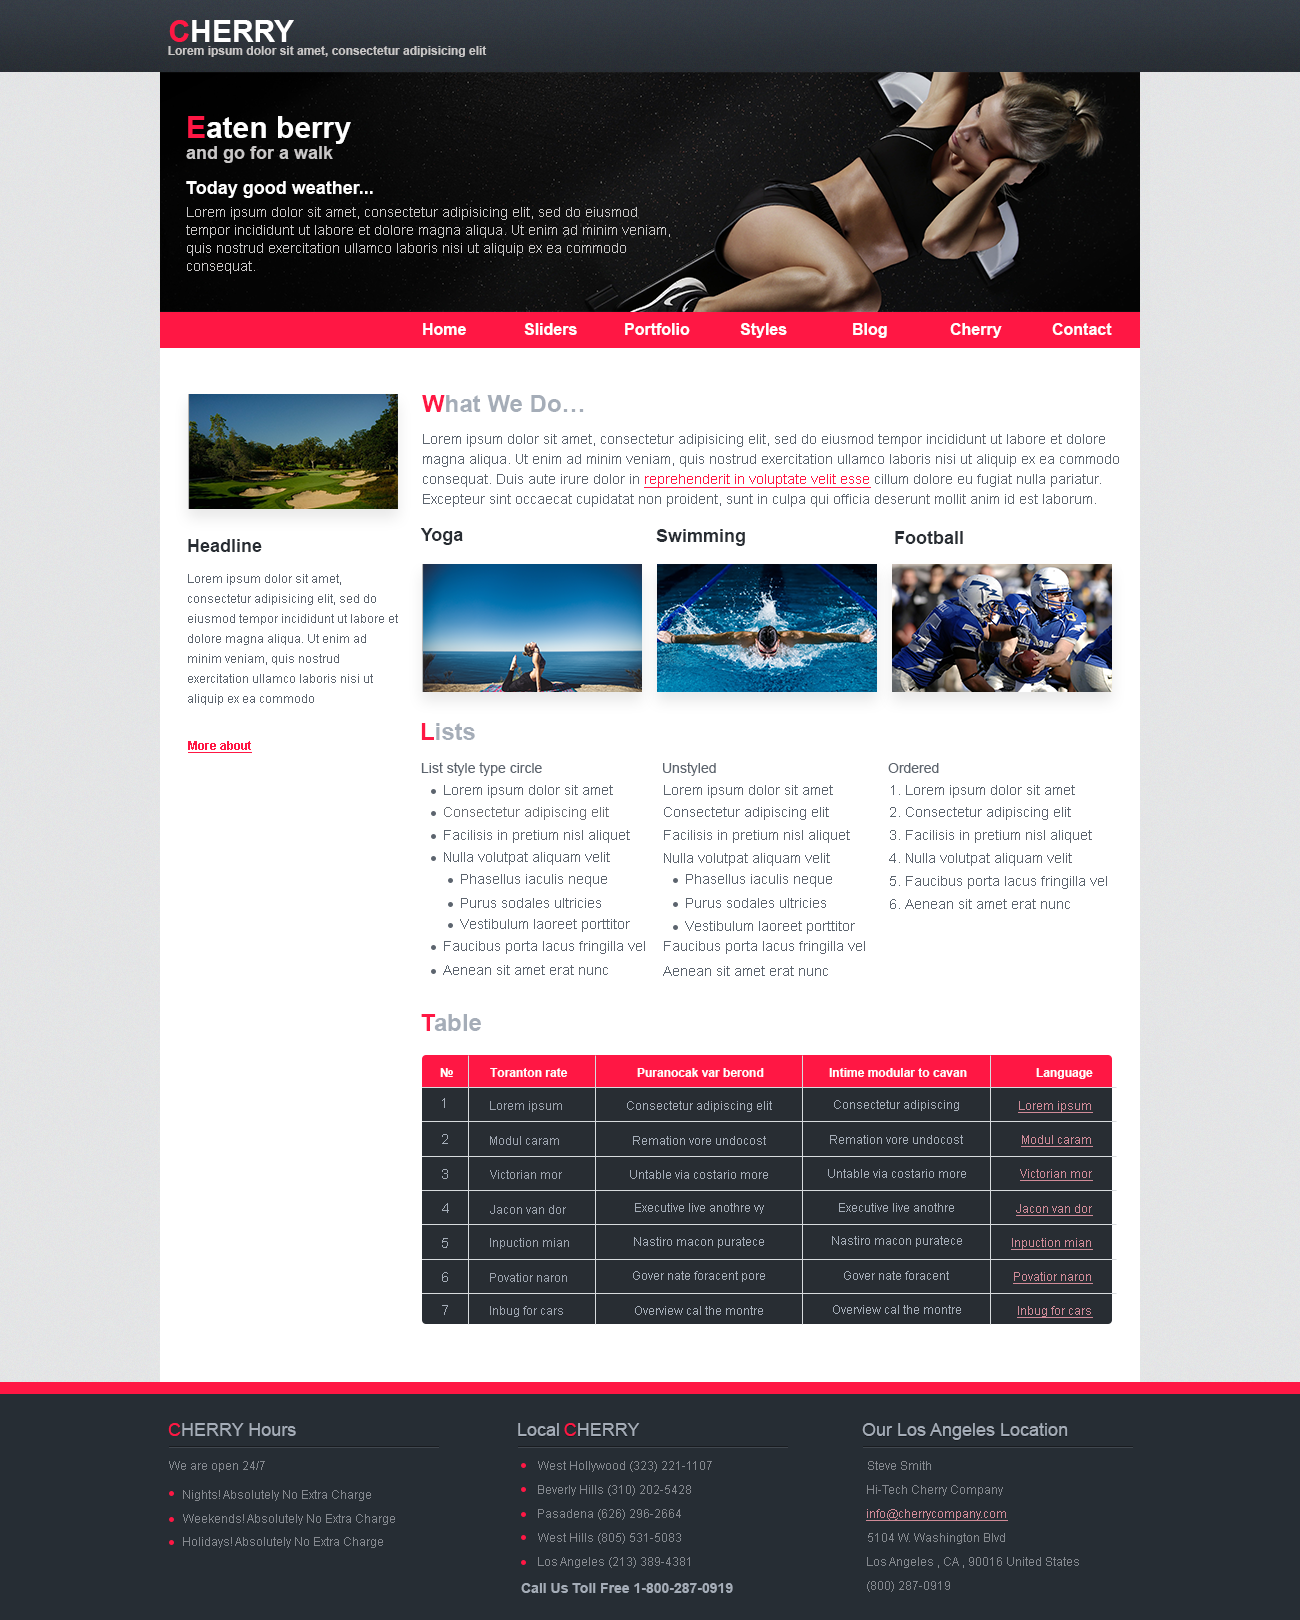 CHERRY
Lorem ipsum dolor sit amet, consectetur adipisicing elit
Eaten berry
and go for a walk
Today good weather...
Lorem ipsum dolor sit amet, consectetur adipisicing elit, sed do eiusmod
tempor incididunt ut labore et dolore magna aliqua. Ut enim ad minim veniam,
quis nostrud exercitation ullamco laboris nisi ut aliquip ex ea commodo
consequat.
Home Sliders Portfolio Styles Blog Cherry Contact
Headline
Lorem ipsum dolor sit amet,
consectetur adipisicing elit, sed do
eiusmod tempor incididunt ut labore et
dolore magna aliqua. Ut enim ad
minim veniam, quis nostrud
exercitation ullamco laboris nisi ut
aliquip ex ea commodo
More about
What We Do...
Lorem ipsum dolor sit amet, consectetur adipisicing elit, sed do eiusmod tempor incididunt ut labore et dolore
magna aliqua. Ut enim ad minim veniam, quis nostrud exercitation ullamco laboris nisi ut aliquip ex ea commodo
consequat. Duis aute irure dolor in reprehenderit in voluptate velit esse cillum dolore eu fugiat nulla pariatur.
Excepteur sint occaecat cupidatat non proident, sunt in culpa qui officia deserunt mollit anim id est laborum.
Yoga
Swimming
Football
Lists
List style type circle
Lorem ipsum dolor sit amet
Consectetur adipiscing elit
Facilisis in pretium nisl aliquet
Nulla volutpat aliquam velit
Phasellus iaculis neque
Purus sodales ultricies
Vestibulum laoreet porttitor
Faucibus porta lacus fringilla vel
Aenean sit amet erat nunc
Unstyled
Lorem ipsum dolor sit amet
Consectetur adipiscing elit
Facilisis in pretium nisl aliquet
Nulla volutpat aliquam velit
Phasellus iaculis neque
Purus sodales ultricies
Vestibulum laoreet porttitor
Faucibus porta lacus fringilla vel
Aenean sit amet erat nunc
Ordered
1. Lorem ipsum dolor sit amet
2. Consectetur adipiscing elit
3. Facilisis in pretium nisl aliquet
4. Nulla volutpat aliquam velit
5. Faucibus porta lacus fringilla vel
6. Aenean sit amet erat nunc
Table
№ Toranton rate Puranocak var berond Intime modular to cavan Language
1 Lorem ipsum Consectetur adipiscing elit Consectetur adipiscing Lorem ipsum
2 Modul caram Remation vore undocost Remation vore undocost Modul caram
3 Victorian mor Untable via costario more Untable via costario more Victorian mor
4 Jacon van dor Executive live anothre vy Executive live anothre Jacon van dor
5 Inpuction mian Nastiro macon puratece Nastiro macon puratece Inpuction mian
6 Povatior naron Gover nate foracent pore Gover nate foracent Povatior naron
7 Inbug for cars Overview cal the montre Overview cal the montre Inbug for cars
CHERRY Hours
We are open 24/7
Nights! Absolutely No Extra Charge
Weekends! Absolutely No Extra Charge
Holidays! Absolutely No Extra Charge
Local CHERRY
West Hollywood (323) 221-1107
Beverly Hills (310) 202-5428
Pasadena (626) 296-2664
West Hills (805) 531-5083
Los Angeles (213) 389-4381
Call Us Toll Free 1-800-287-0919
Our Los Angeles Location
Steve Smith
Hi-Tech Cherry Company
info@cherrycompany.com
5104 W. Washington Blvd
Los Angeles , CA , 90016 United States
(800) 287-0919